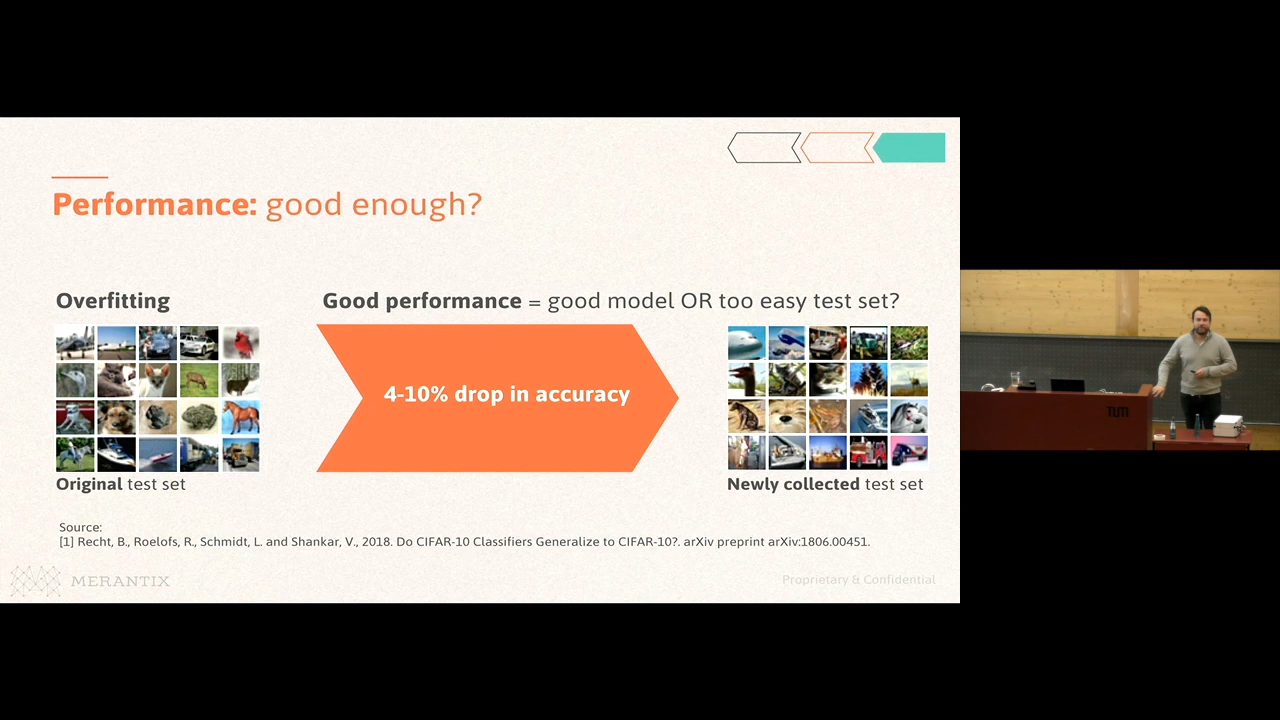 Performance: good enough?
Overfitting
Good performance = good model OR too easy test set?
4-10% drop in accuracy
Original test set
Newly collected test set
Source:
[1] Recht, B., Roelofs, R., Schmidt, L. and Shankar, V., 2018. Do CIFAR-10 Classifiers Generalize to CIFAR-10?. arXiv preprint arXiv:1806.00451.
MERANTIX
Proprietary & Confidential
TUM